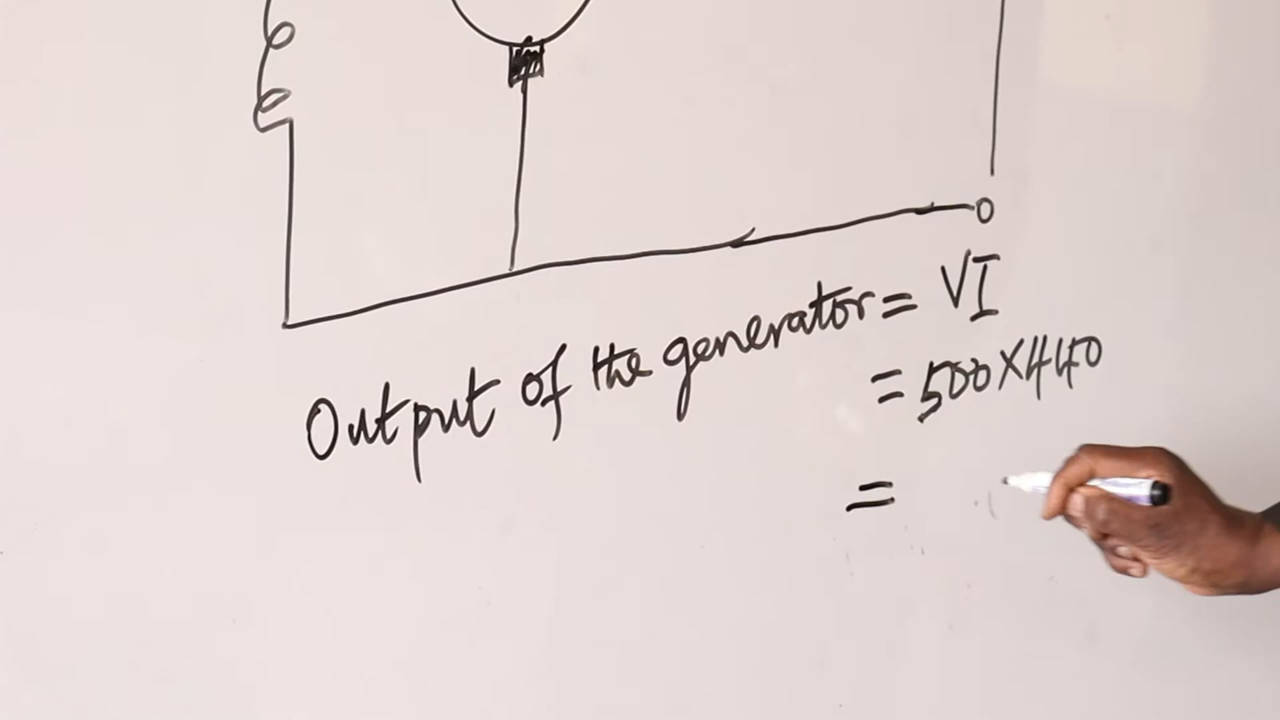 Output of the generator = VI
= 500 X 440
=